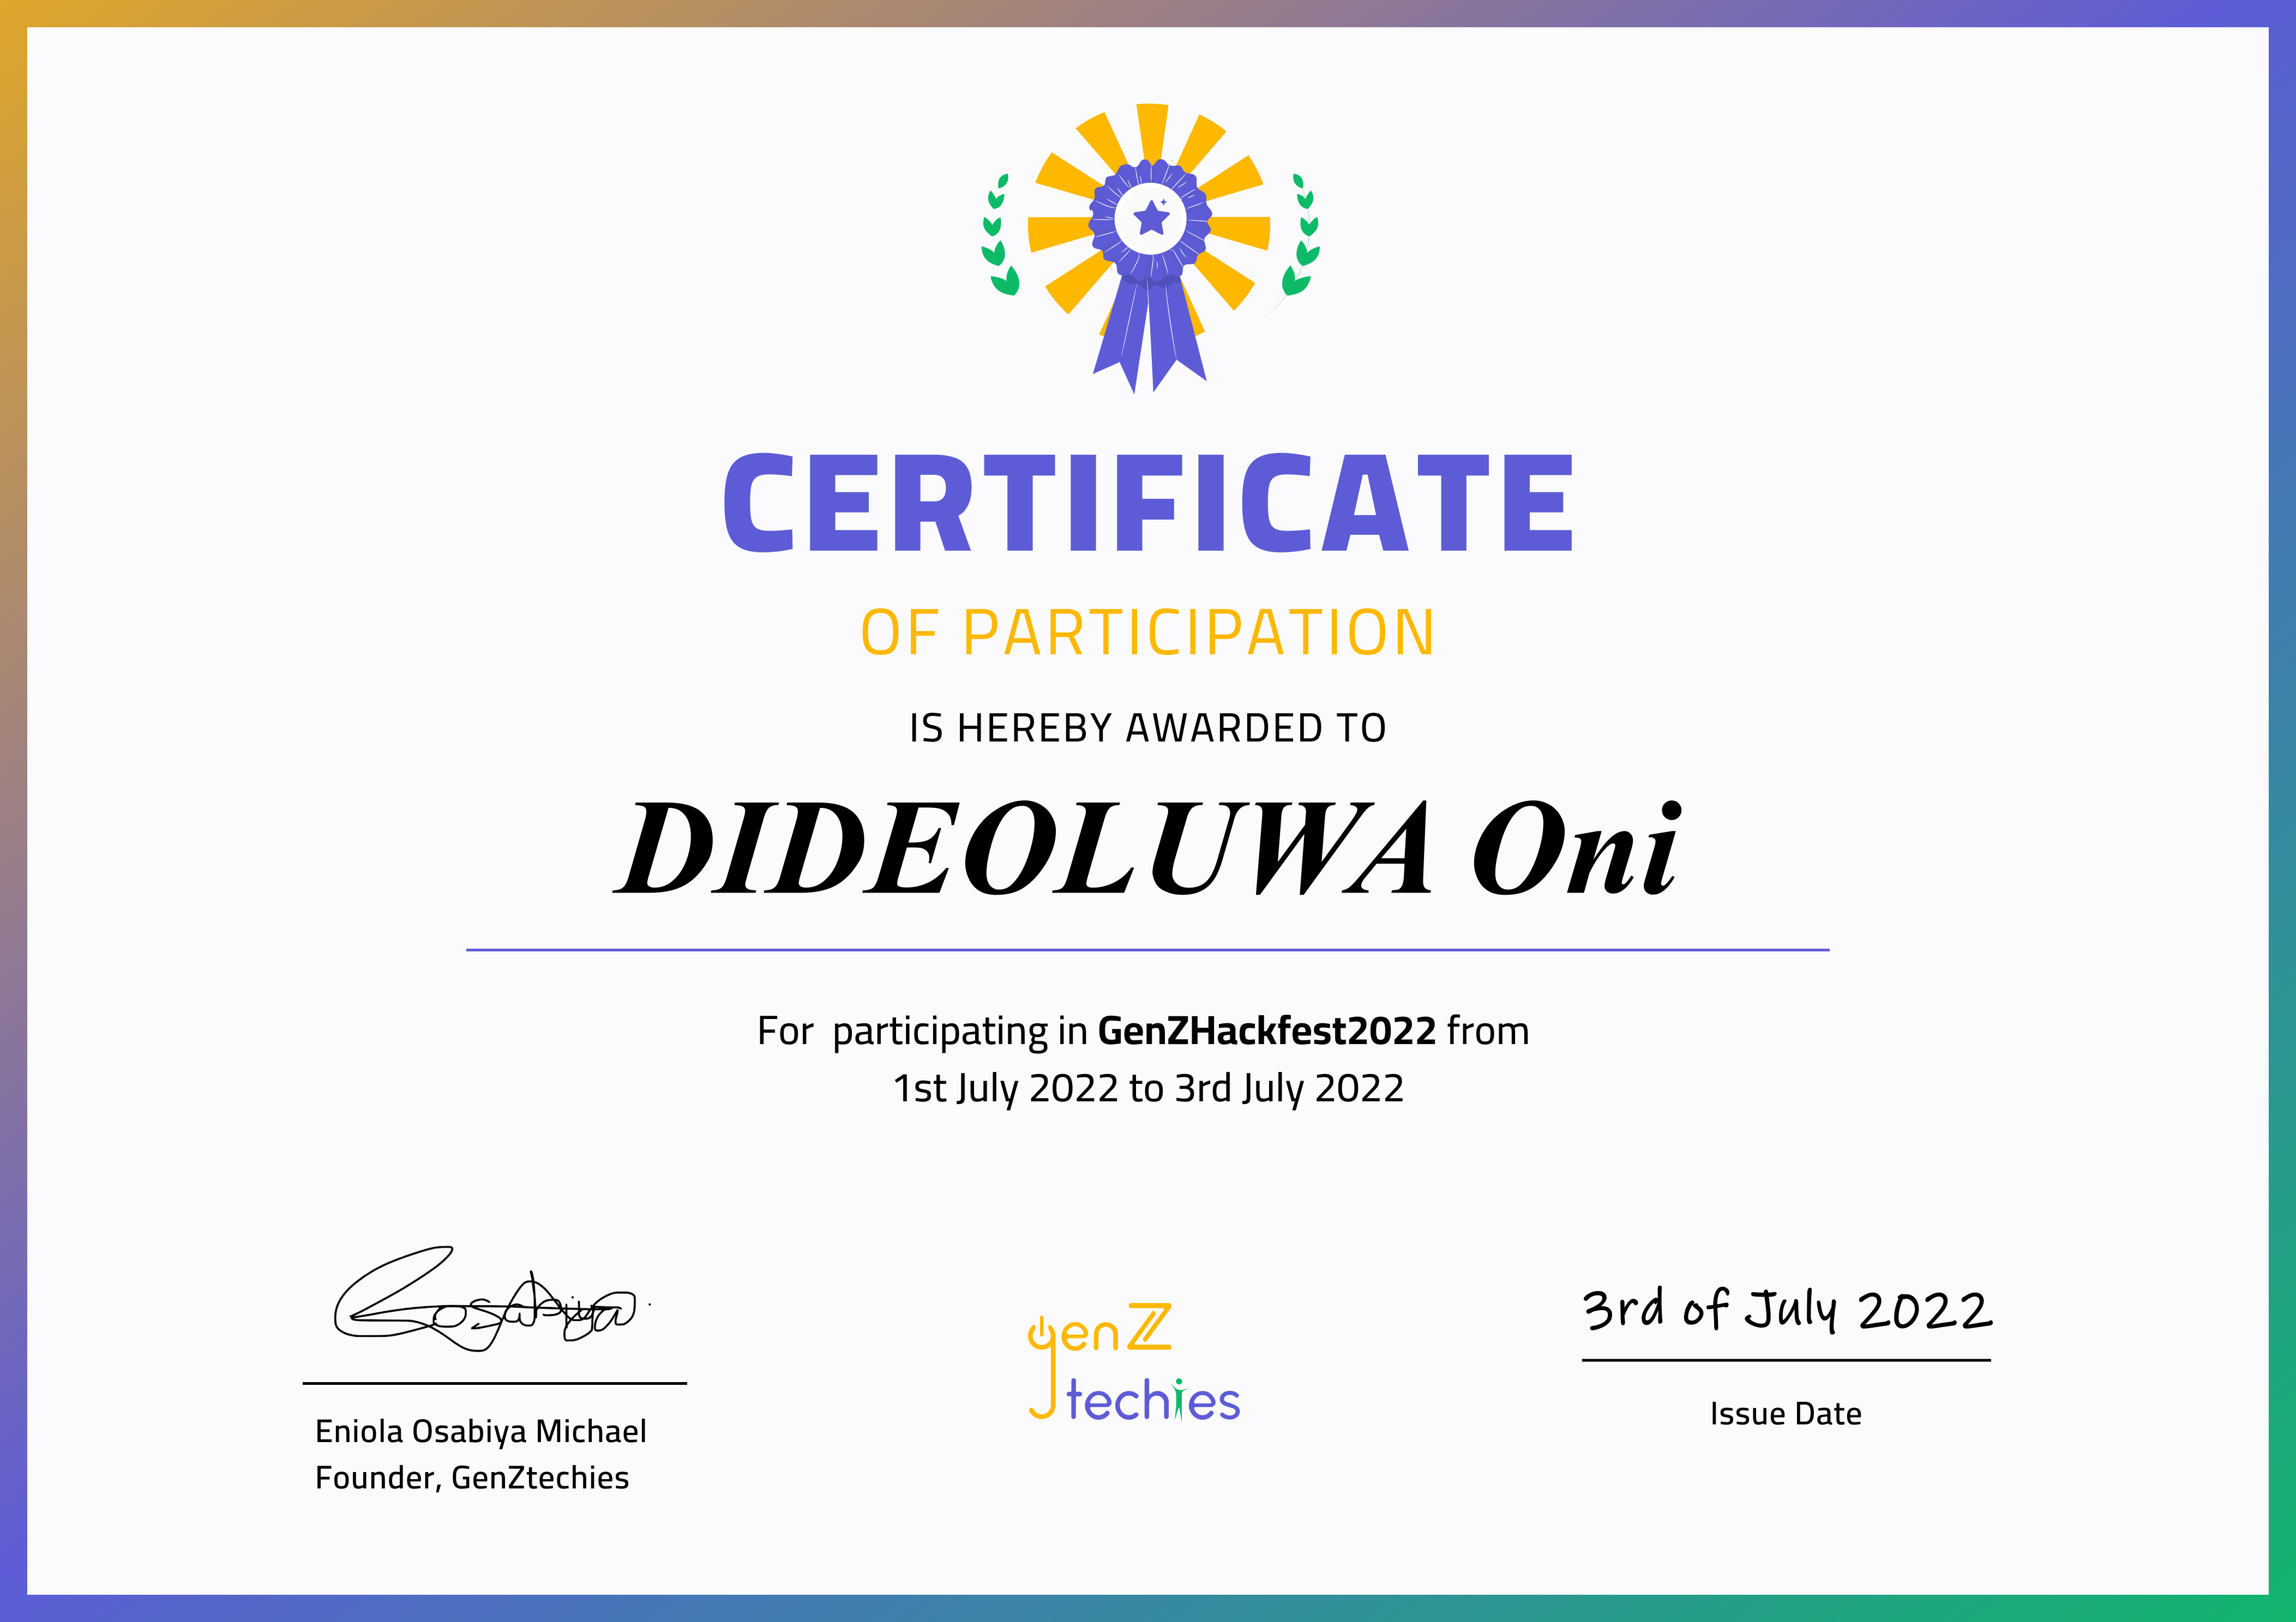 CERTIFICATE
OF PARTICIPATION
IS HEREBY AWARDED TO
DIDEOLUWA Oni
For participating in GenZHackfest2022 from
1st July 2022 to 3rd July 2022
Osabiya
3rd of July 2022
Eniola Osabiya Michael
Founder, GenZtechies
genZ
techies
Issue Date